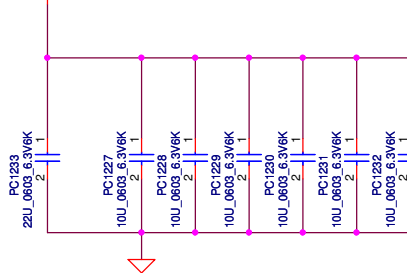 PC1233
22U_0603_6.3V6K
1
2
PC1227
10U_0603_6.3V6K
1
2
PC1228
10U_0603_6.3V6K
1
2
PC1229
10U_0603_6.3V6K
1
2
PC1230
10U_0603_6.3V6K
1
2
PC1231
10U_0603_6.3V6K
1
2
PC1232
10U_0603_6.3V6K
1
2